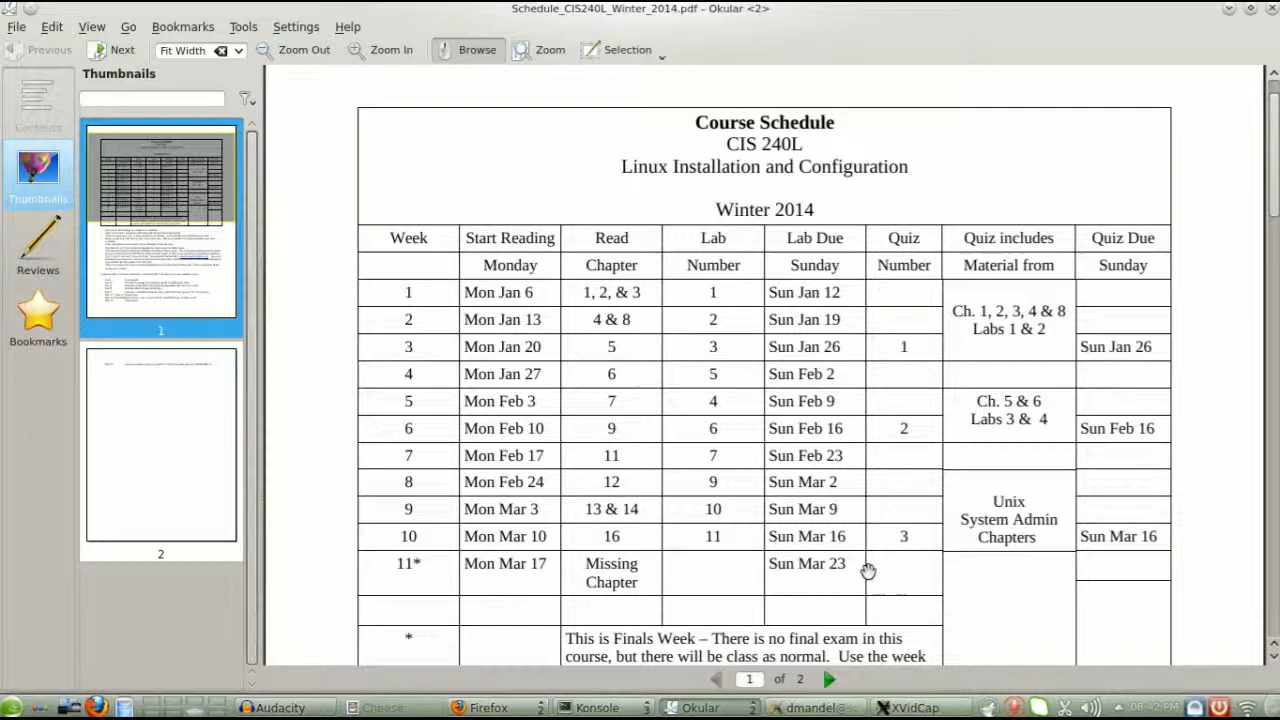 Schedule_CIS240L_Winter_2014.pdf - Okular <2>
File Edit View Go Bookmarks Tools Settings Help
Previous Next Fit Width Zoom Out Zoom In Browse Zoom Selection
Contents
Thumbnails
Reviews
Bookmarks
Thumbnails
1
2
Course Schedule
CIS 240L
Linux Installation and Configuration
Winter 2014
Week Start Reading Read Lab Lab Due Quiz Quiz includes Quiz Due
Monday Chapter Number Sunday Number Material from Sunday
1 Mon Jan 6 1, 2, & 3 1 Sun Jan 12
Ch. 1, 2, 3, 4 & 8
2 Mon Jan 13 4 & 8 2 Sun Jan 19
Labs 1 & 2
3 Mon Jan 20 5 3 Sun Jan 26 1 Sun Jan 26
4 Mon Jan 27 6 5 Sun Feb 2
5 Mon Feb 3 7 4 Sun Feb 9 Ch. 5 & 6
Labs 3 & 4
6 Mon Feb 10 9 6 Sun Feb 16 2 Sun Feb 16
7 Mon Feb 17 11 7 Sun Feb 23
8 Mon Feb 24 12 9 Sun Mar 2
9 Mon Mar 3 13 & 14 10 Sun Mar 9 Unix
System Admin
10 Mon Mar 10 16 11 Sun Mar 16 3 Chapters Sun Mar 16
11* Mon Mar 17 Missing Sun Mar 23
Chapter
* This is Finals Week – There is no final exam in this
course, but there will be class as normal. Use the week
1 of 2
Audacity Cheese Firefox 2 Konsole 3 Okular 2 dmandel@ XVidCap 08:42 PM